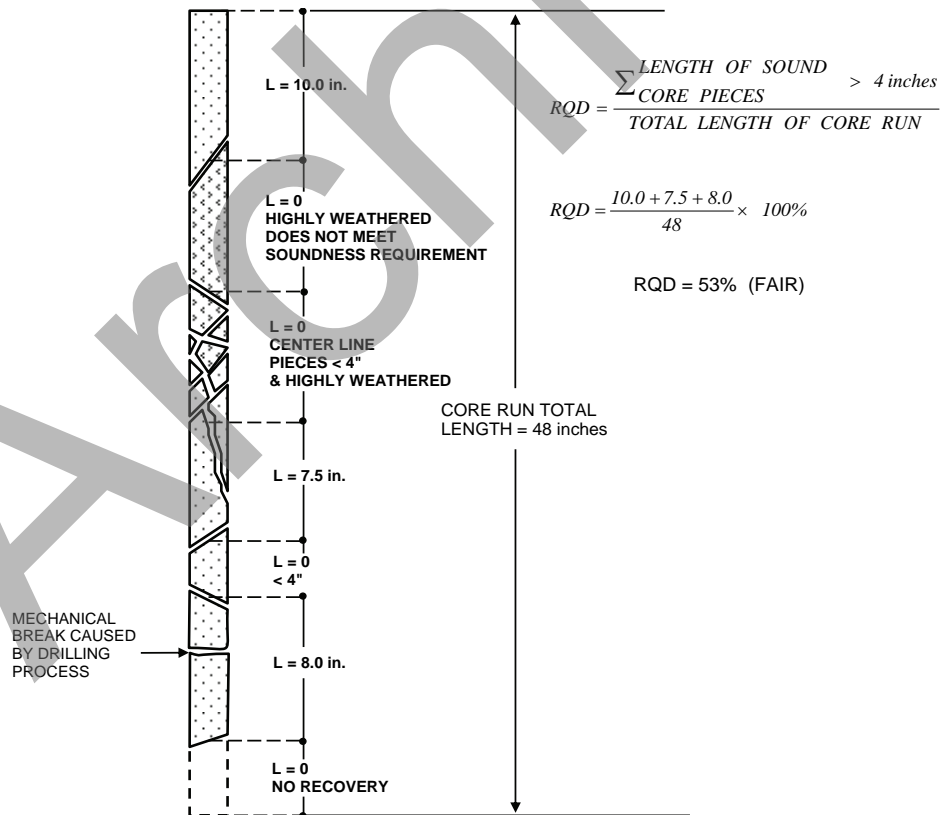 L = 10.0 in.
L = 0
HIGHLY WEATHERED
DOES NOT MEET
SOUNDNESS REQUIREMENT
L = 0
CENTER LINE
PIECES < 4"
& HIGHLY WEATHERED
L = 7.5 in.
L = 0
< 4"
MECHANICAL
BREAK CAUSED
BY DRILLING
PROCESS
L = 8.0 in.
L = 0
NO RECOVERY
CORE RUN TOTAL
LENGTH = 48 inches
RQD = ∑ LENGTH OF SOUND CORE PIECES > 4 inches / TOTAL LENGTH OF CORE RUN
RQD = 10.0 + 7.5 + 8.0 / 48 × 100%
RQD = 53% (FAIR)